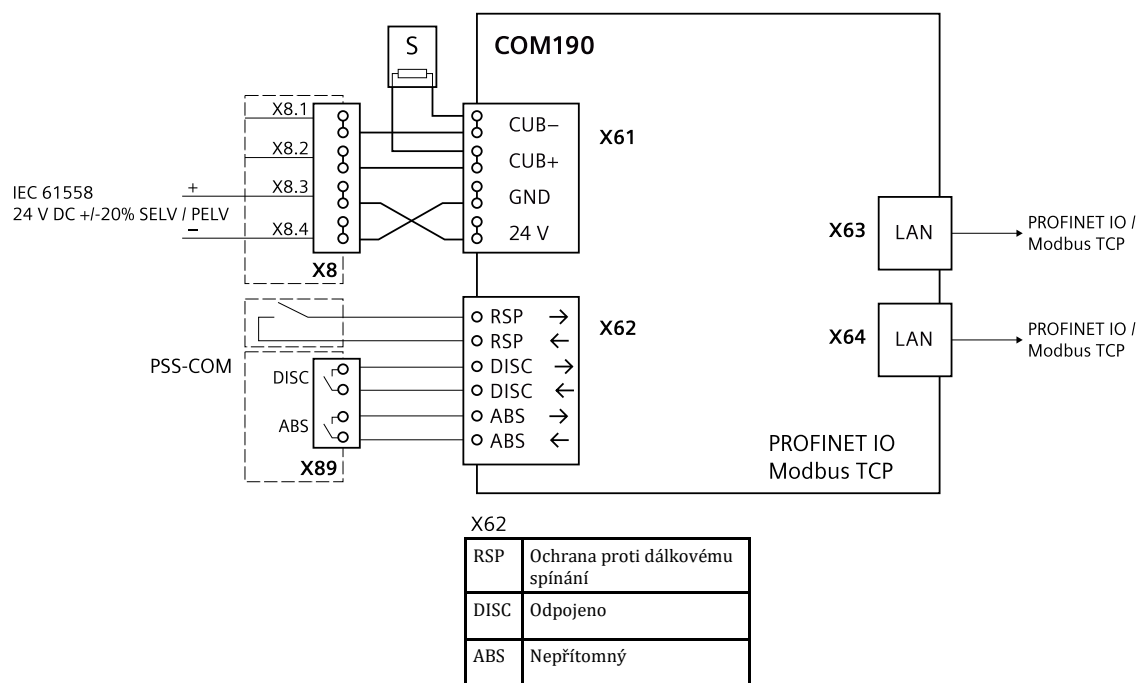 S
COM190
X8.1
X8.2
X8.3
X8.4
X8
IEC 61558
24 V DC +/-20% SELV / PELV
+
−
CUB−
CUB+
GND
24 V
X61
X63
LAN
PROFINET IO /
Modbus TCP
X64
LAN
PROFINET IO /
Modbus TCP
PSS-COM
DISC
ABS
X89
RSP →
RSP ←
DISC →
DISC ←
ABS →
ABS ←
X62
PROFINET IO
Modbus TCP
X62
RSP Ochrana proti dálkovému
spínání
DISC Odpojeno
ABS Nepřítomný